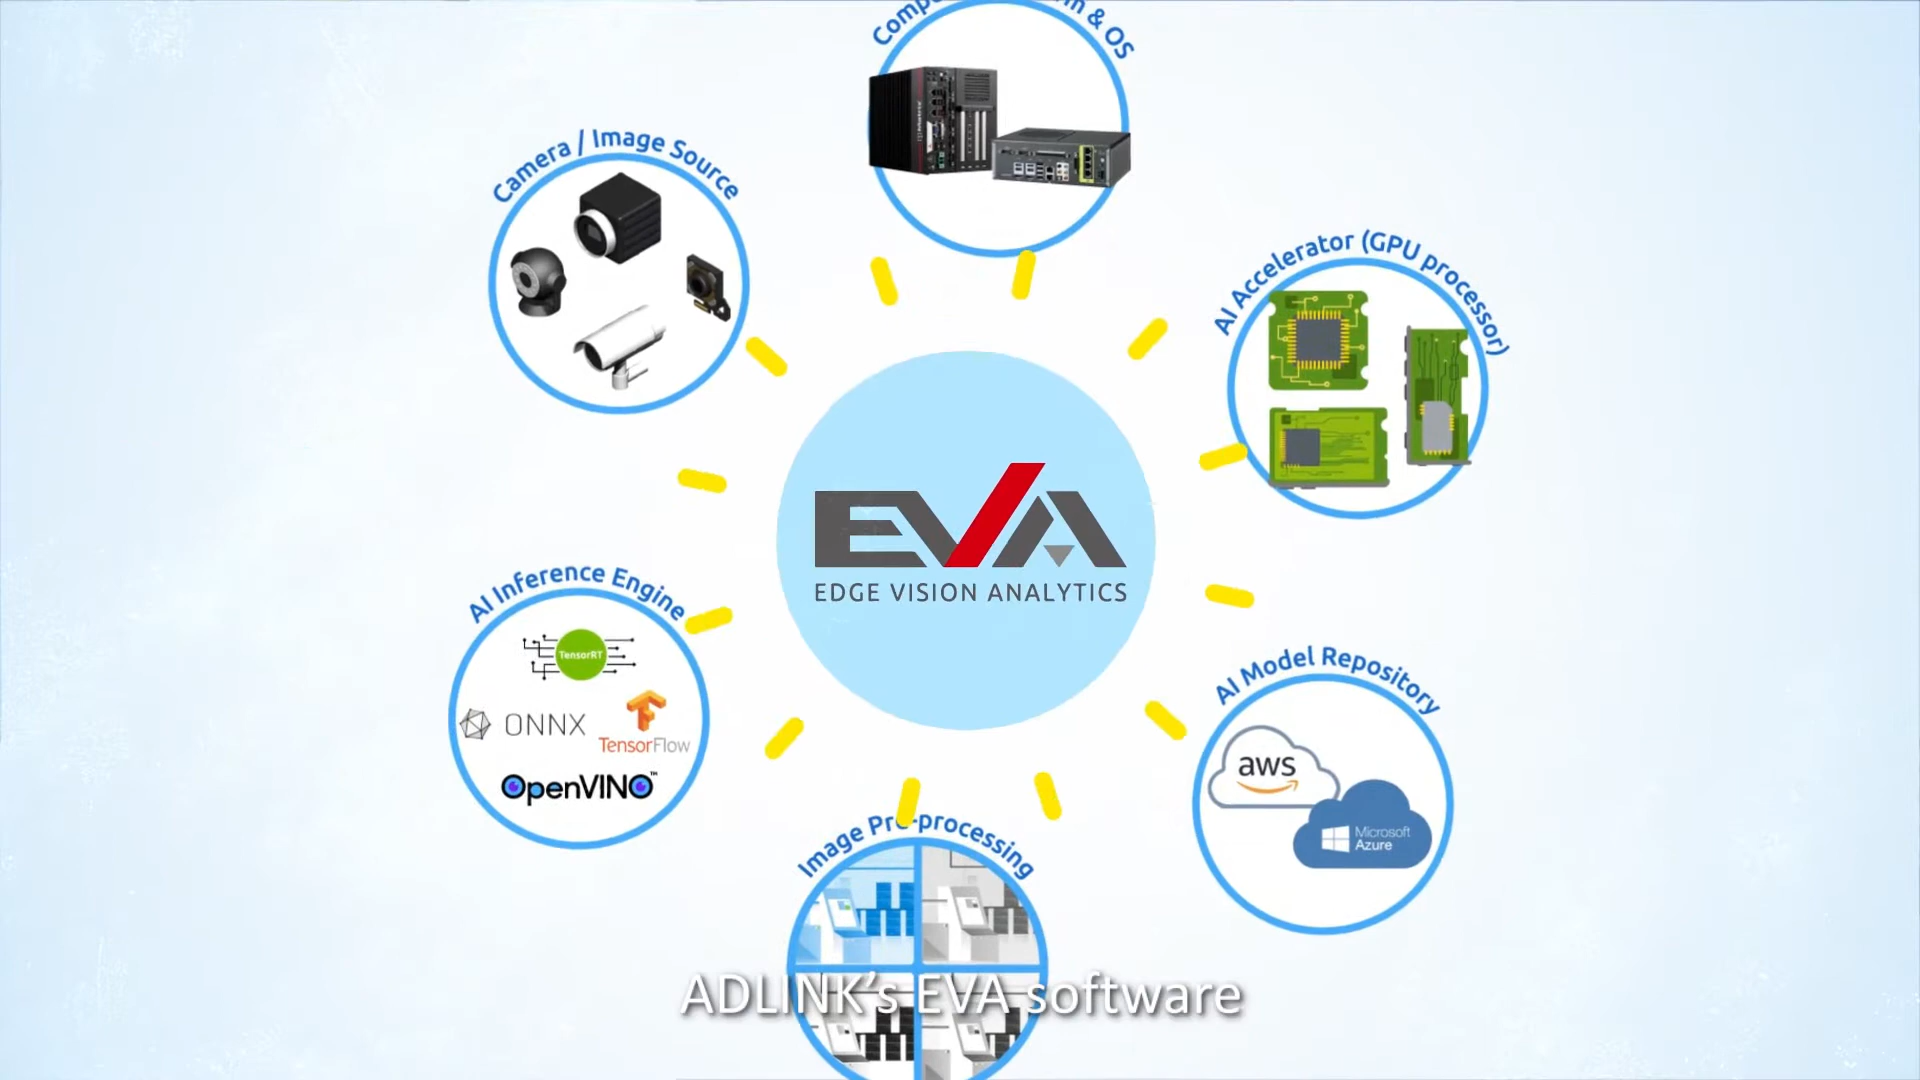 & OS
Camera / Image Source
AI Accelerator (GPU processor)
EVA
EDGE VISION ANALYTICS
AI Inference Engine
TensorRT
ONNX
TensorFlow
OpenVINO™
AI Model Repository
aws
Microsoft
Azure
Image Pre-processing
ADLINK's EVA software